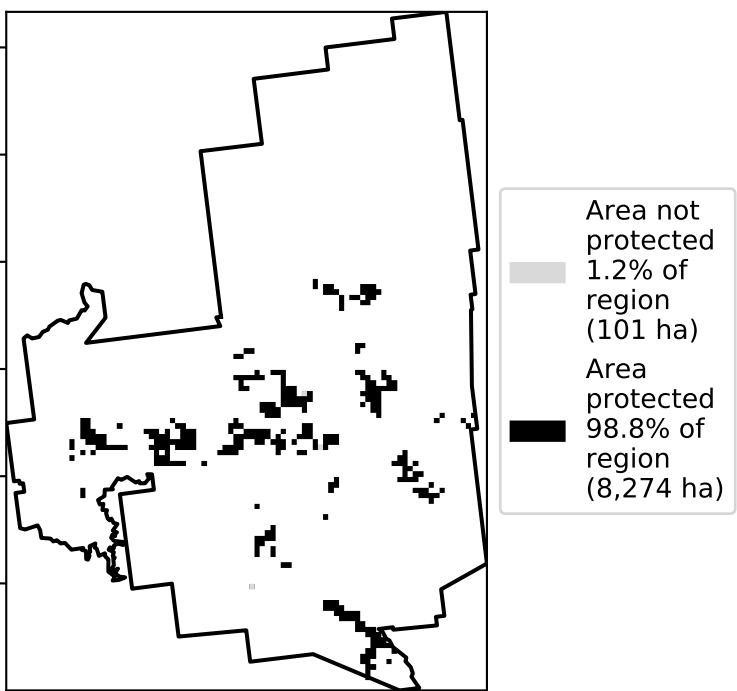 Area not
protected
1.2% of
region
(101 ha)
Area
protected
98.8% of
region
(8,274 ha)